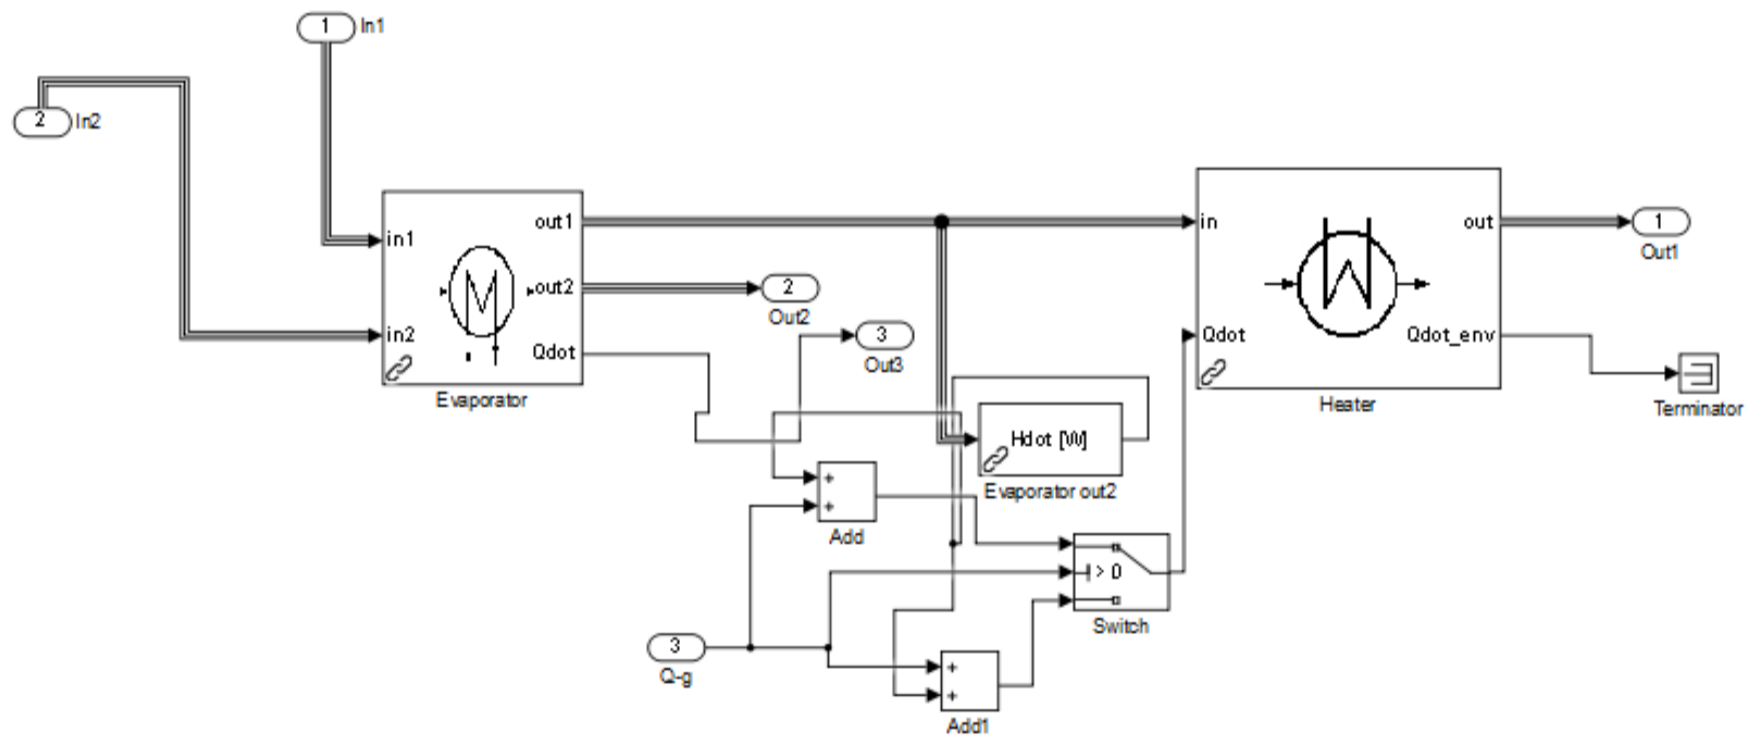 1 In1
2 In2
in1
in2
out1
out2
Qdot
Evaporator
2
Out2
3
Out3
in
Qdot
out
Qdot_env
Heater
1
Out1
Terminator
Hdot [W]
Evaporator out2
+
+
Add
> 0
Switch
3
Q-g
+
+
Add1